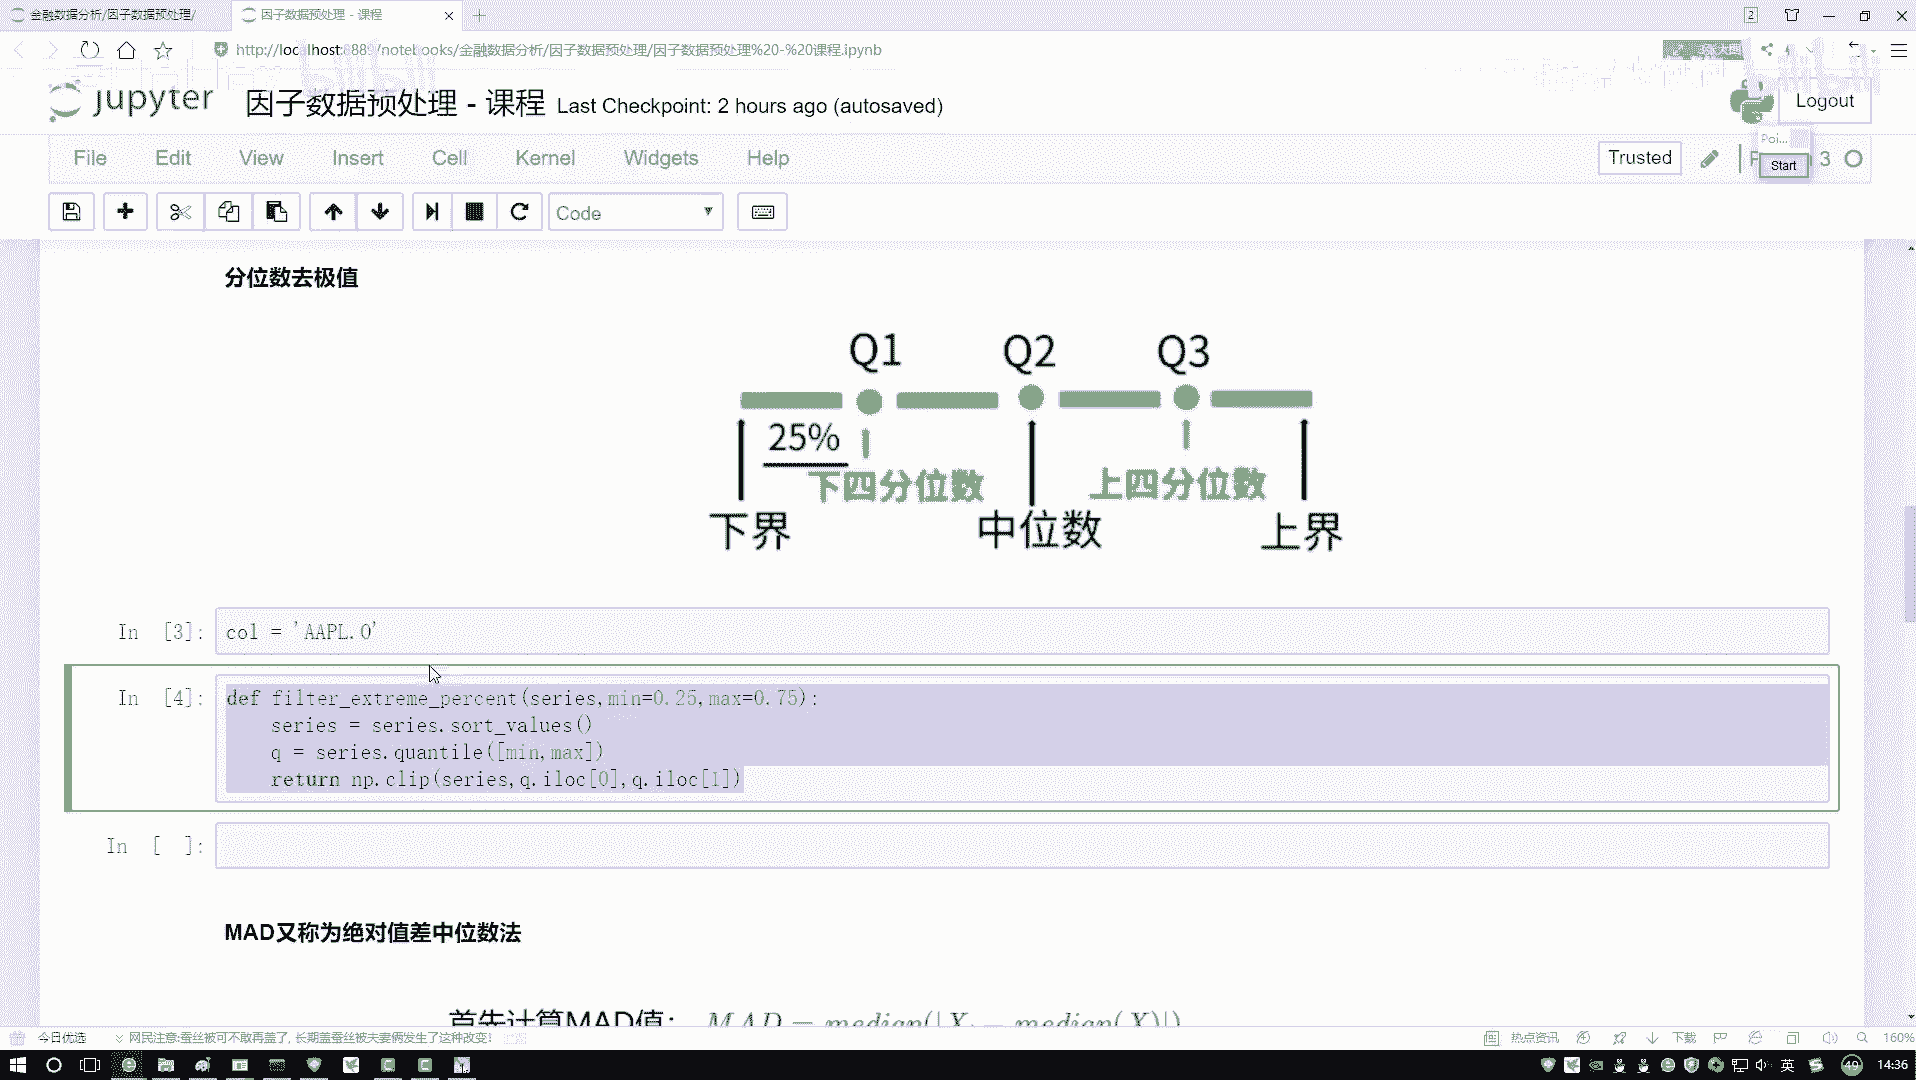 金融数据分析/因子数据预处理/
因子数据预处理 - 课程
2
http://localhost:8889/notebooks/金融数据分析/因子数据预处理/因子数据预处理%20-%20课程.ipynb
jupyter 因子数据预处理 - 课程 Last Checkpoint: 2 hours ago (autosaved)
Logout
File Edit View Insert Cell Kernel Widgets Help
Trusted
3
Poi...
Start
Code
分位数去极值
Q1 Q2 Q3
25%
下四分位数 上四分位数
下界 中位数 上界
In [3]: col = 'AAPL.O'
In [4]: def filter_extreme_percent(series,min=0.25,max=0.75):
series = series.sort_values()
q = series.quantile([min,max])
return np.clip(series,q.iloc[0],q.iloc[1])
In [ ]:
MAD又称为绝对值差中位数法
首先计算MAD值： MAD = median(|X_i − median(X)|)
今日优选 网民注意:蚕丝被可不敢再盖了, 长期盖蚕丝被夫妻俩发生了这种改变!
热点资讯 下载 160%
英 49 14:36